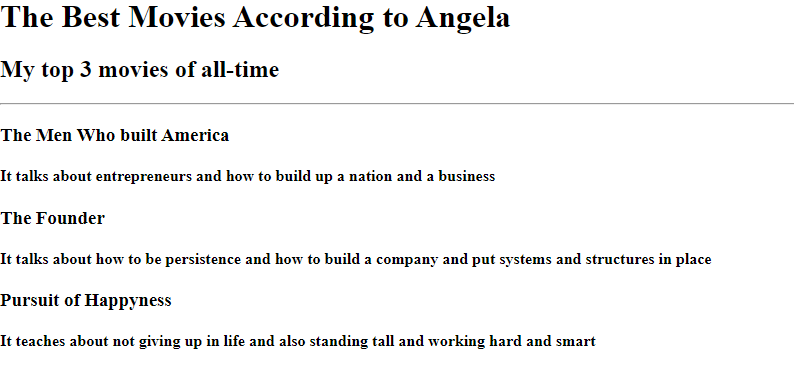 The Best Movies According to Angela
My top 3 movies of all-time
The Men Who built America
It talks about entrepreneurs and how to build up a nation and a business
The Founder
It talks about how to be persistence and how to build a company and put systems and structures in place
Pursuit of Happyness
It teaches about not giving up in life and also standing tall and working hard and smart